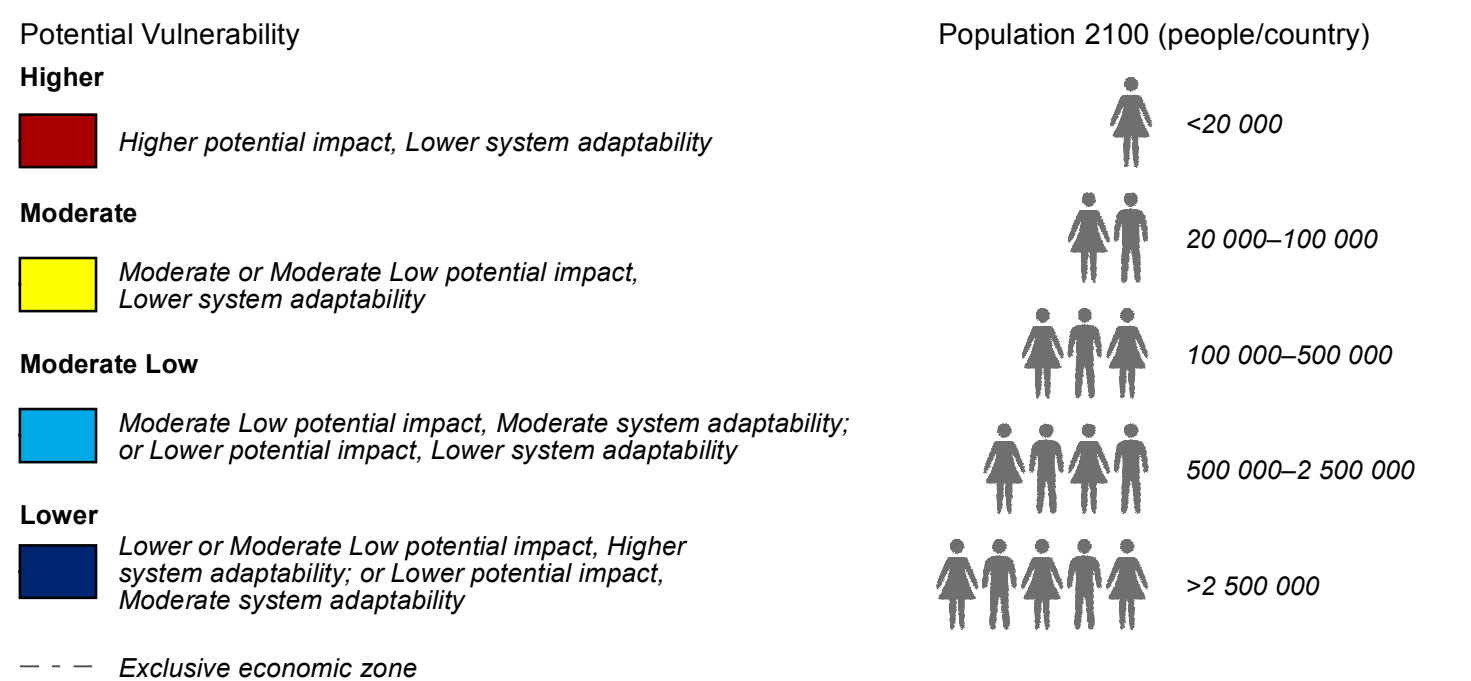 Potential Vulnerability
Higher
Higher potential impact, Lower system adaptability
Moderate
Moderate or Moderate Low potential impact,
Lower system adaptability
Moderate Low
Moderate Low potential impact, Moderate system adaptability;
or Lower potential impact, Lower system adaptability
Lower
Lower or Moderate Low potential impact, Higher
system adaptability; or Lower potential impact,
Moderate system adaptability
Exclusive economic zone
Population 2100 (people/country)
<20 000
20 000–100 000
100 000–500 000
500 000–2 500 000
>2 500 000